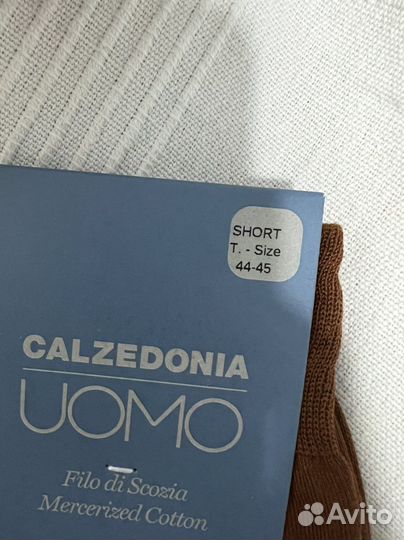 SHORT
T. - Size
44-45
CALZEDONIA
UOMO
Filo di Scozia
Mercerized Cotton
Avito